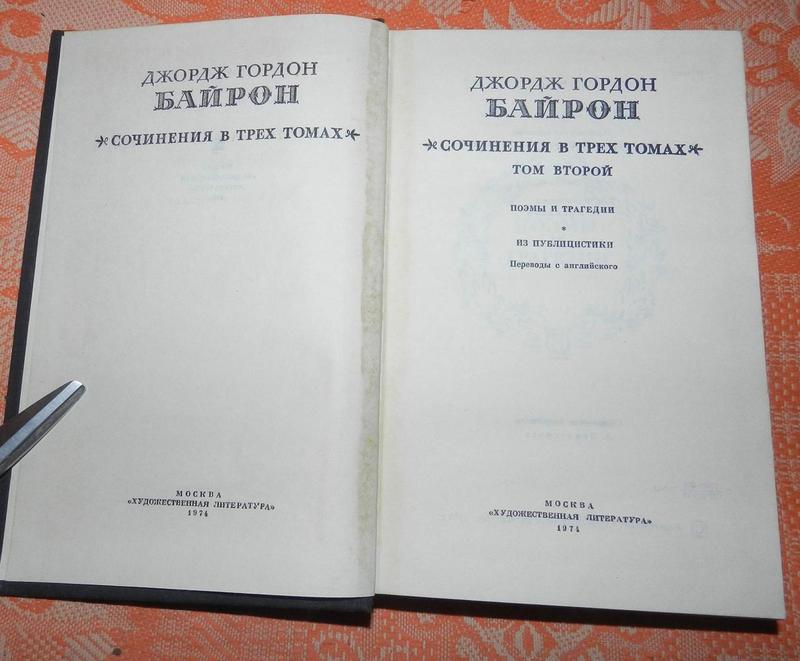 ДЖОРДЖ ГОРДОН
БАЙРОН
СОЧИНЕНИЯ В ТРЕХ ТОМАХ
МОСКВА
«ХУДОЖЕСТВЕННАЯ ЛИТЕРАТУРА»
1974
ДЖОРДЖ ГОРДОН
БАЙРОН
СОЧИНЕНИЯ В ТРЕХ ТОМАХ
ТОМ ВТОРОЙ
ПОЭМЫ И ТРАГЕДИИ
*
ИЗ ПУБЛИЦИСТИКИ
Переводы с английского
МОСКВА
«ХУДОЖЕСТВЕННАЯ ЛИТЕРАТУРА»
1974